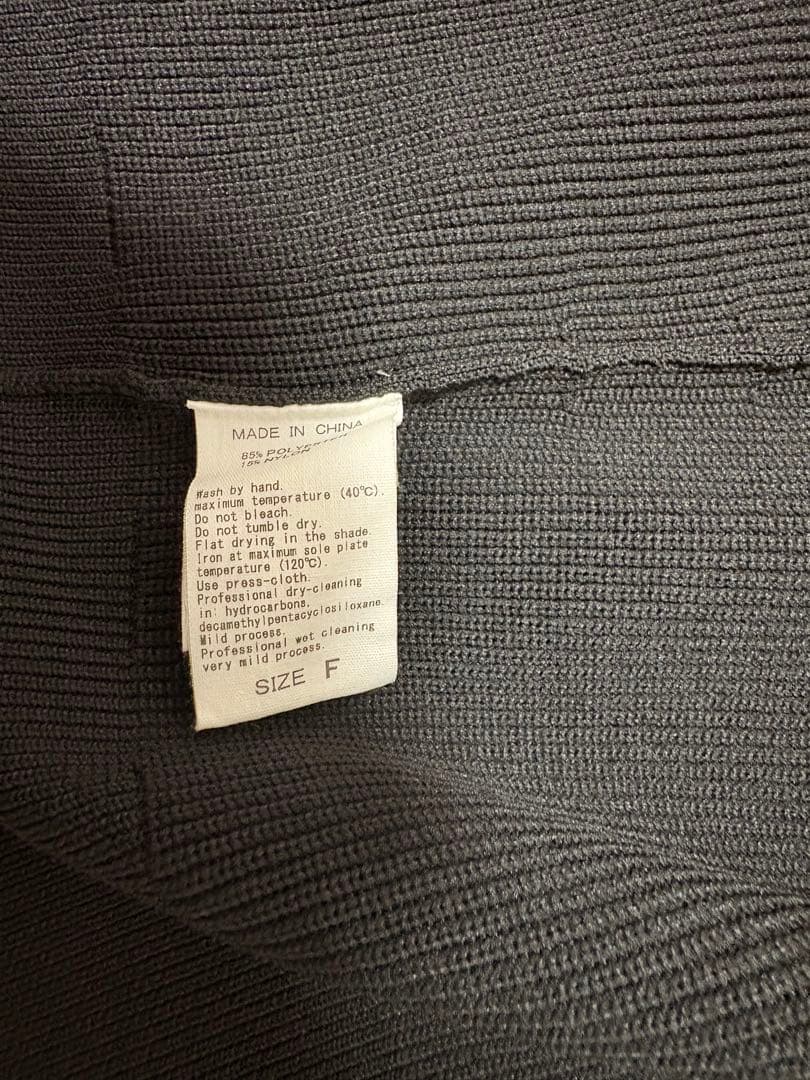 MADE IN CHINA
85% POLYESTER
15% NYLON
Wash by hand.
maximum temperature (40℃).
Do not bleach.
Do not tumble dry.
Flat drying in the shade.
Iron at maximum sole plate
temperature (120℃).
Use press-cloth.
Professional dry-cleaning
in: hydrocarbons,
decamethylpentacyclosiloxane.
Mild process.
Professional wet cleaning
very mild process.
SIZE F